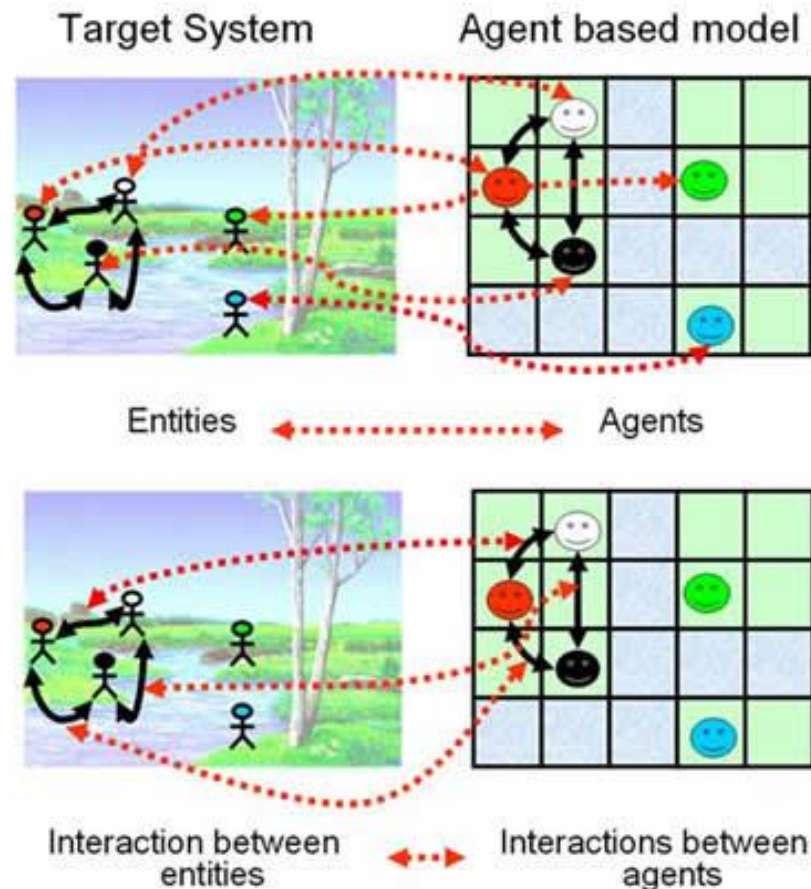 Target System
Agent based model
Entities
Agents
Interaction between
entities
Interactions between
agents